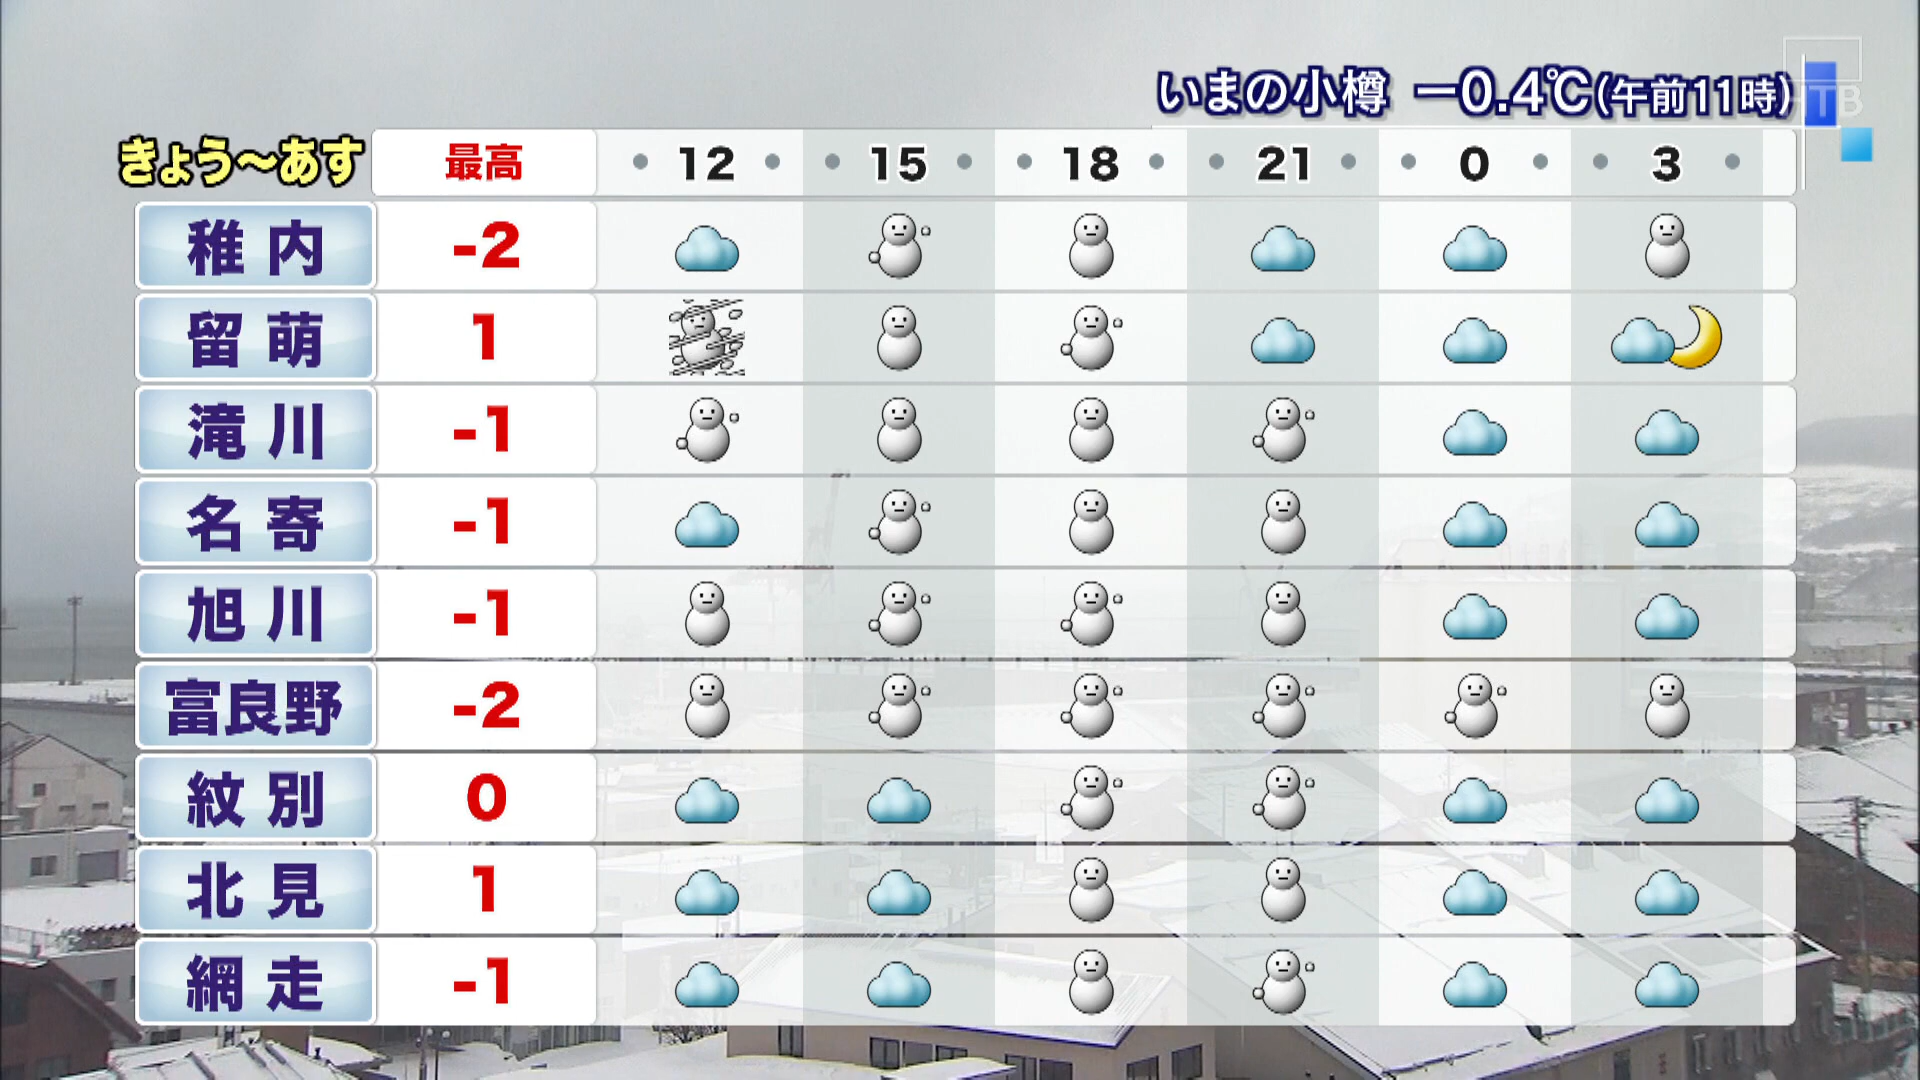 いまの小樽 －0.4℃(午前11時)
HTB
きょう〜あす 最高 ・12・ ・15・ ・18・ ・21・ ・0・ ・3・
稚内 -2
留萌 1
滝川 -1
名寄 -1
旭川 -1
富良野 -2
紋別 0
北見 1
網走 -1